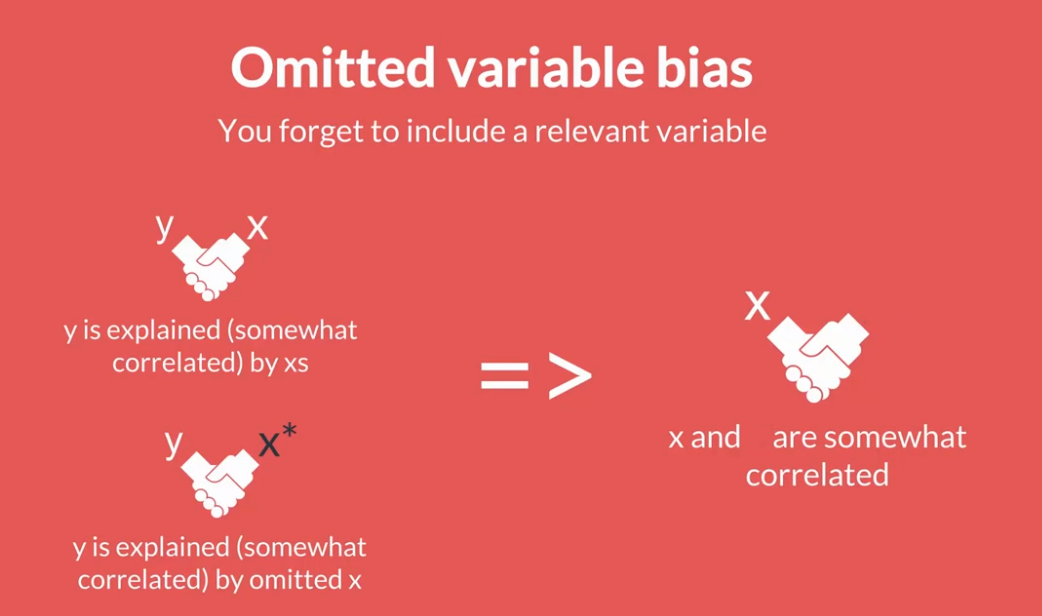 Omitted variable bias
You forget to include a relevant variable
y x
y is explained (somewhat
correlated) by xs
y x*
y is explained (somewhat
correlated) by omitted x
= >
x
x and are somewhat
correlated